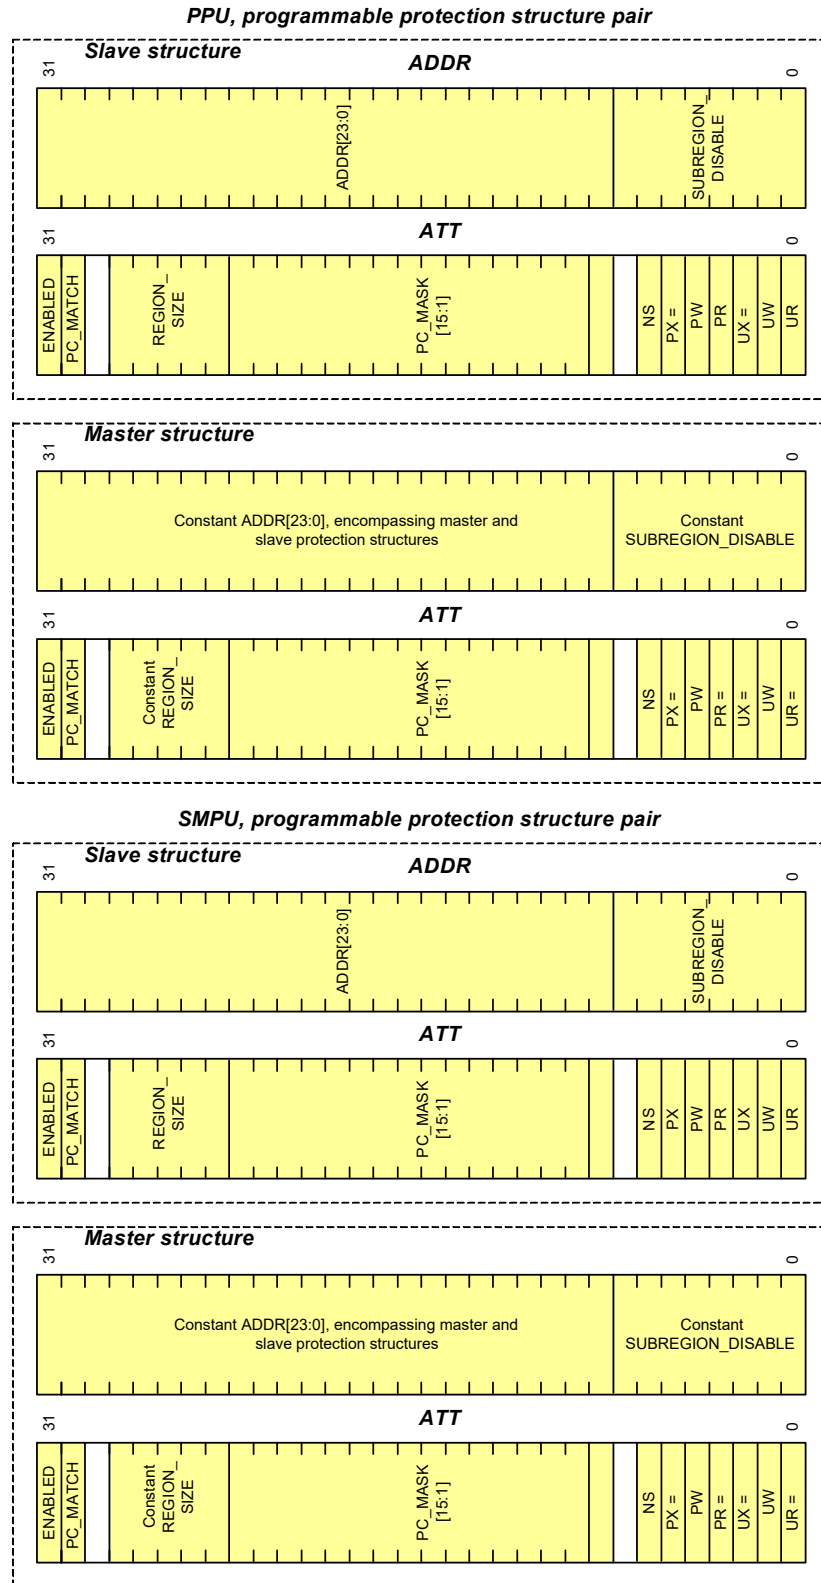 PPU, programmable protection structure pair
Slave structure
ADDR
31
0
ADDR[23:0]
SUBREGION_
DISABLE
ATT
31
0
ENABLED
PC_MATCH
REGION_
SIZE
PC_MASK
[15:1]
NS
PX =
PW
PR
UX =
UW
UR
Master structure
31
0
Constant ADDR[23:0], encompassing master and
slave protection structures
Constant
SUBREGION_DISABLE
ATT
31
0
ENABLED
PC_MATCH
Constant
REGION_
SIZE
PC_MASK
[15:1]
NS
PX =
PW
PR =
UX =
UW
UR =
SMPU, programmable protection structure pair
Slave structure
ADDR
31
0
ADDR[23:0]
SUBREGION_
DISABLE
ATT
31
0
ENABLED
PC_MATCH
REGION_
SIZE
PC_MASK
[15:1]
NS
PX
PW
PR
UX
UW
UR
Master structure
31
0
Constant ADDR[23:0], encompassing master and
slave protection structures
Constant
SUBREGION_DISABLE
ATT
31
0
ENABLED
PC_MATCH
Constant
REGION_
SIZE
PC_MASK
[15:1]
NS
PX =
PW
PR =
UX =
UW
UR =